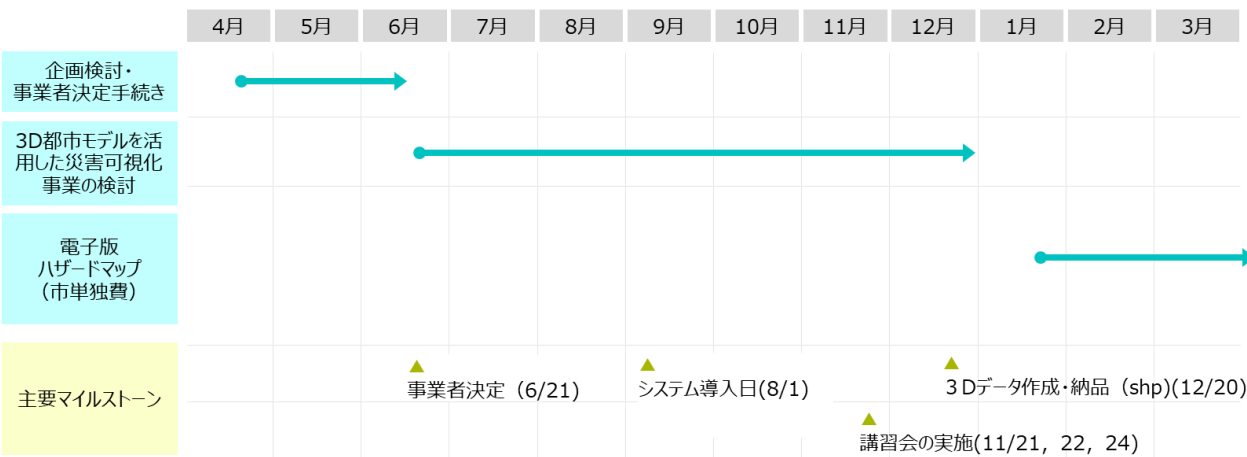 4月 5月 6月 7月 8月 9月 10月 11月 12月 1月 2月 3月
企画検討・
事業者決定手続き
3D都市モデルを活
用した災害可視化
事業の検討
電子版
ハザードマップ
(市単独費)
主要マイルストーン
事業者決定（6/21)
システム導入日(8/1)
３Dデータ作成・納品（shp)(12/20)
講習会の実施(11/21，22，24)